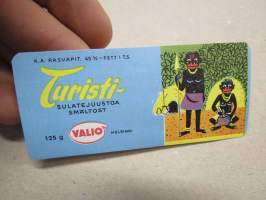 K.A. RASVAPIT. 45% - FETT I T.S.
Turisti-
SULATEJUUSTOA
SMÄLTOST
125 g
VALIO
HELSINKI